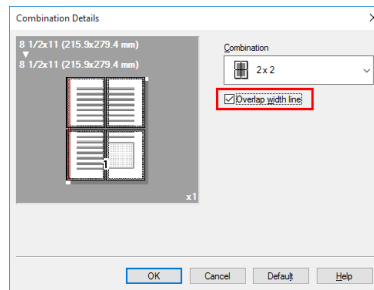 Combination Details
8 1/2x11 (215.9x279.4 mm)
8 1/2x11 (215.9x279.4 mm)
1
x1
Combination
2 x 2
Overlap width line
OK
Cancel
Default
Help